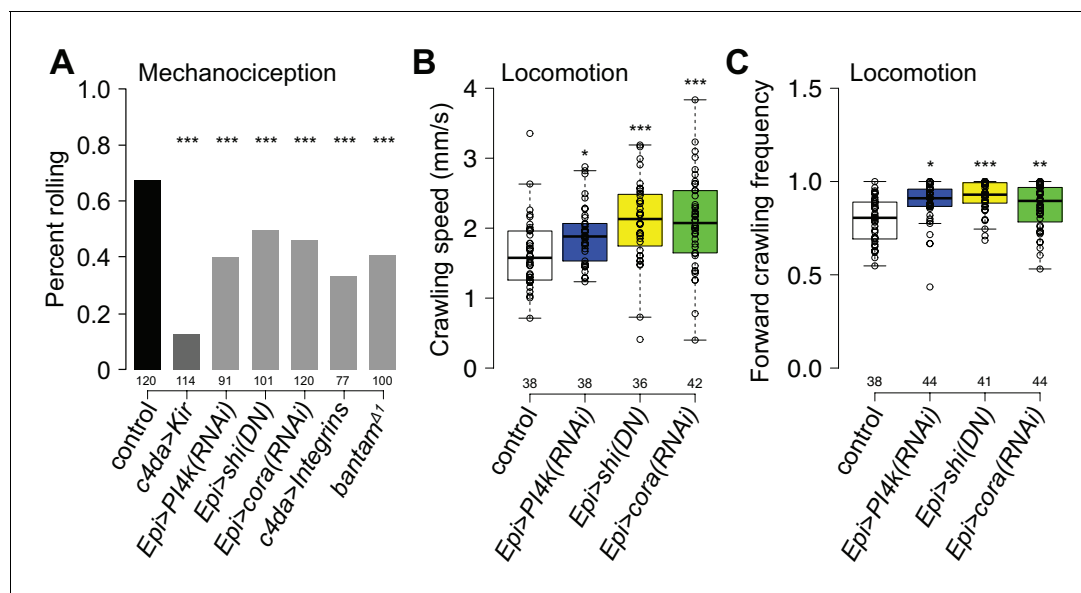 A
Mechanociception
Percent rolling
1.0
0.8
0.6
0.4
0.2
0
*** *** *** *** *** ***
120 114 91 101 120 77 100
control
c4da>Kir
Epi>PI4k(RNAi)
Epi>shi(DN)
Epi>cora(RNAi)
c4da>Integrins
bantamΔ1
B
Locomotion
Crawling speed (mm/s)
4
3
2
1
0
* *** ***
38 38 36 42
control
Epi>PI4k(RNAi)
Epi>shi(DN)
Epi>cora(RNAi)
C
Locomotion
Forward crawling frequency
1.5
1.0
0.5
0.0
* *** **
38 44 41 44
control
Epi>PI4k(RNAi)
Epi>shi(DN)
Epi>cora(RNAi)